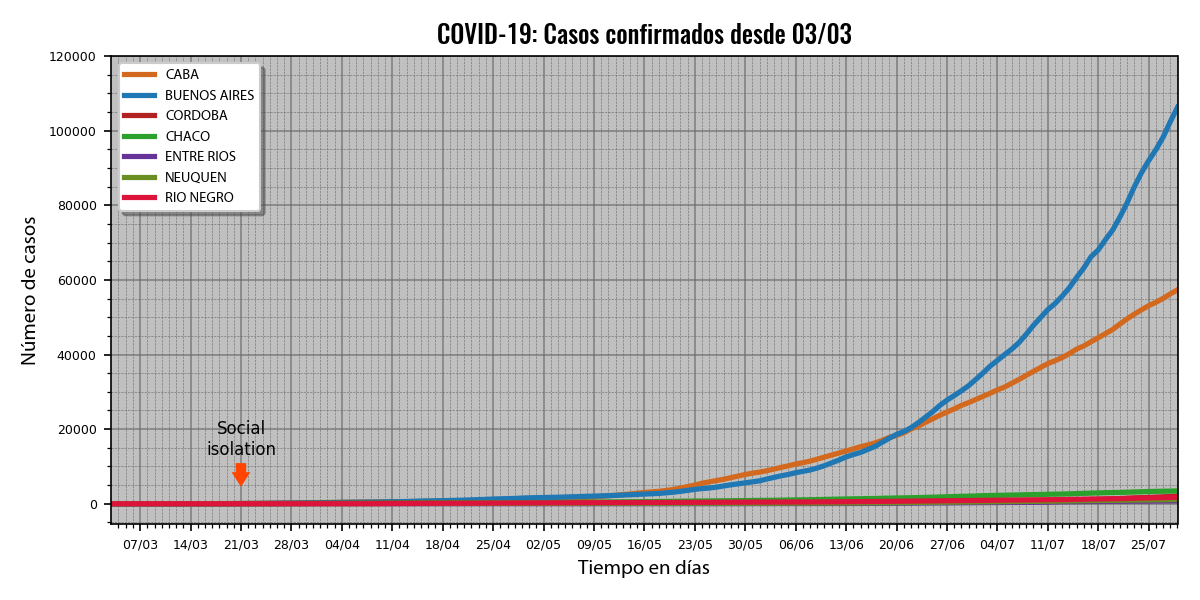 COVID-19: Casos confirmados desde 03/03
120000
100000
80000
60000
40000
20000
0
Número de casos
CABA
BUENOS AIRES
CORDOBA
CHACO
ENTRE RIOS
NEUQUEN
RIO NEGRO
Social
isolation
07/03 14/03 21/03 28/03 04/04 11/04 18/04 25/04 02/05 09/05 16/05 23/05 30/05 06/06 13/06 20/06 27/06 04/07 11/07 18/07 25/07
Tiempo en días